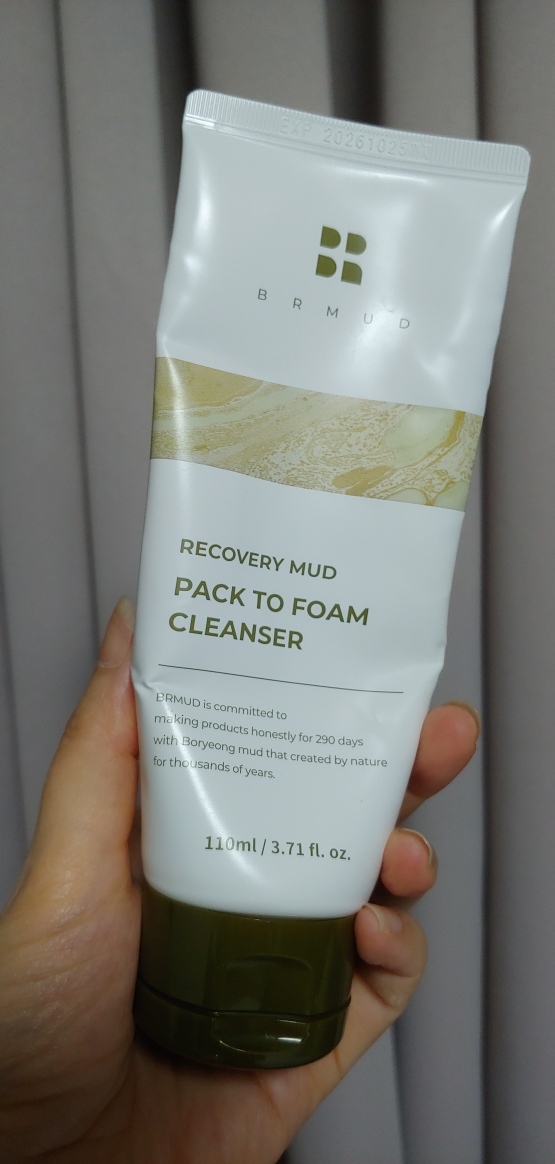 EXP 20261025
BRMUD
RECOVERY MUD
PACK TO FOAM
CLEANSER
BRMUD is committed to
making products honestly for 290 days
with Boryeong mud that created by nature
for thousands of years.
110ml / 3.71 fl. oz.